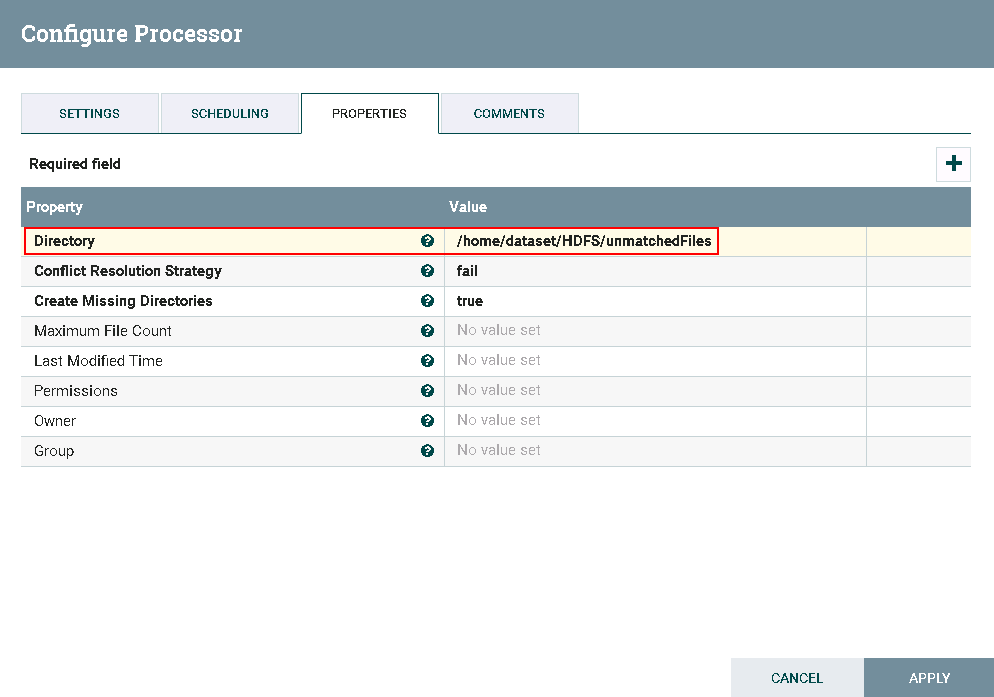 Configure Processor
SETTINGS SCHEDULING PROPERTIES COMMENTS
Required field
Property Value
Directory /home/dataset/HDFS/unmatchedFiles
Conflict Resolution Strategy fail
Create Missing Directories true
Maximum File Count No value set
Last Modified Time No value set
Permissions No value set
Owner No value set
Group No value set
CANCEL APPLY